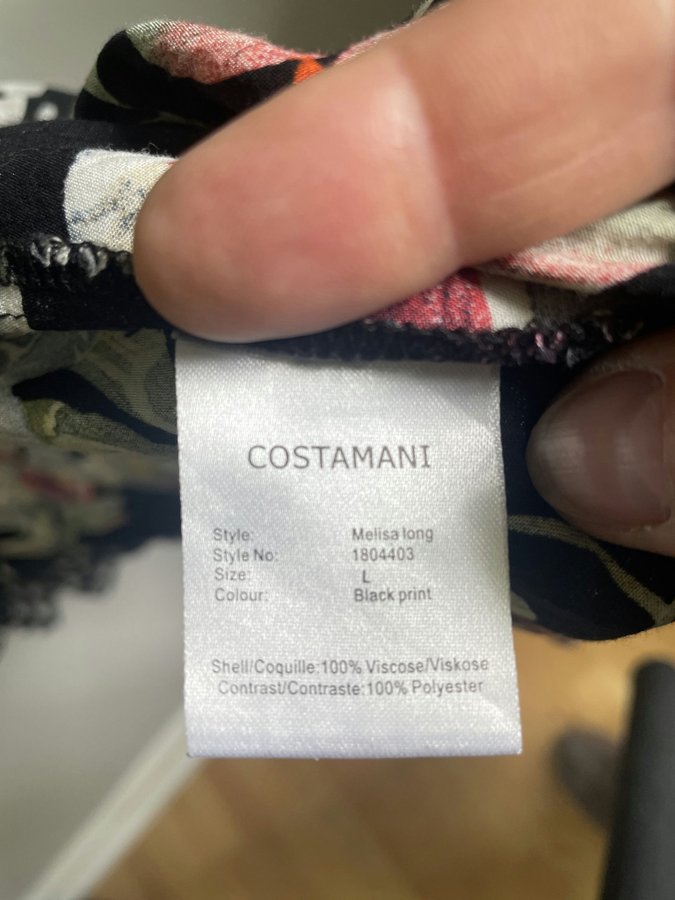 COSTAMANI
Style: Melisa long
Style No: 1804403
Size: L
Colour: Black print
Shell/Coquille:100% Viscose/Viskose
Contrast/Contraste:100% Polyester